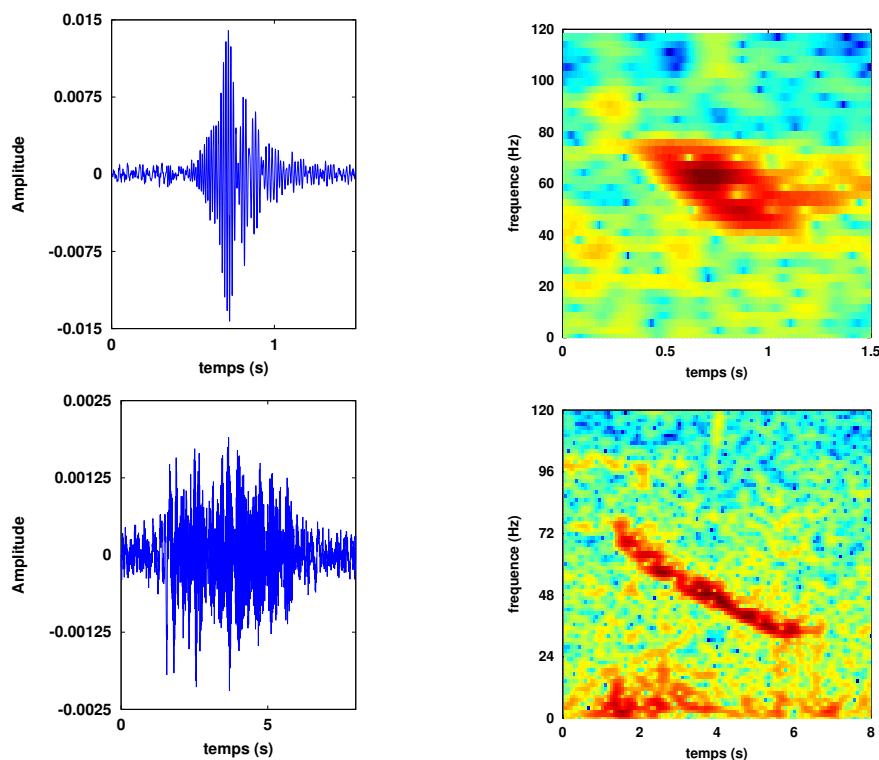 0.015
0.0075
0
-0.0075
-0.015
Amplitude
0 1
temps (s)
120
100
80
60
40
20
0
frequence (Hz)
0 0.5 1 1.5
temps (s)
0.0025
0.00125
0
-0.00125
-0.0025
Amplitude
0 5
temps (s)
120
96
72
48
24
0
frequence (Hz)
2 4 6 8
temps (s)